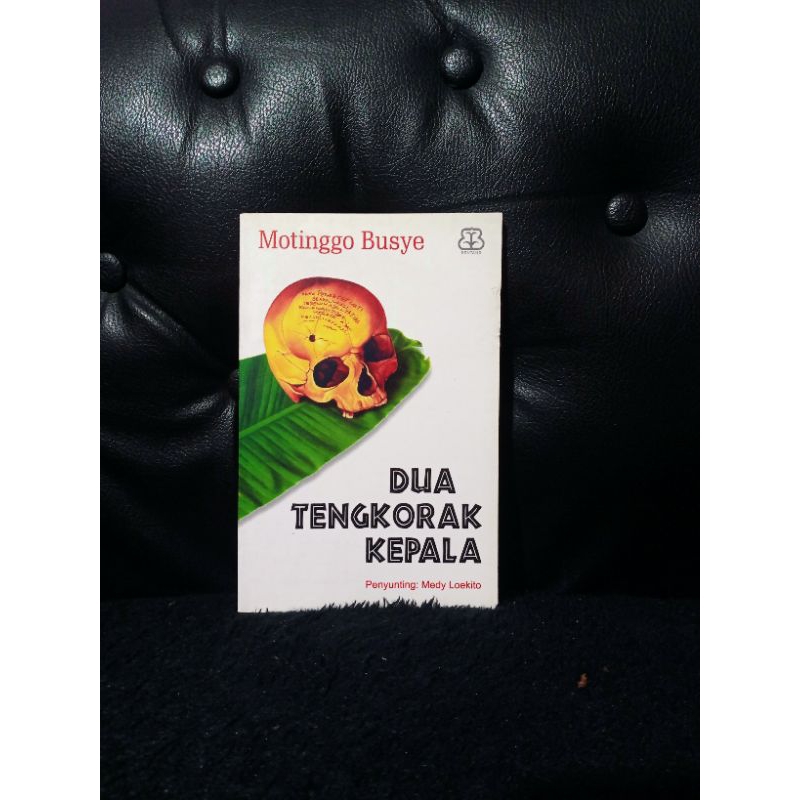 Motinggo Busye
DUA
TENGKORAK
KEPALA
Penyunting: Medy Loekito